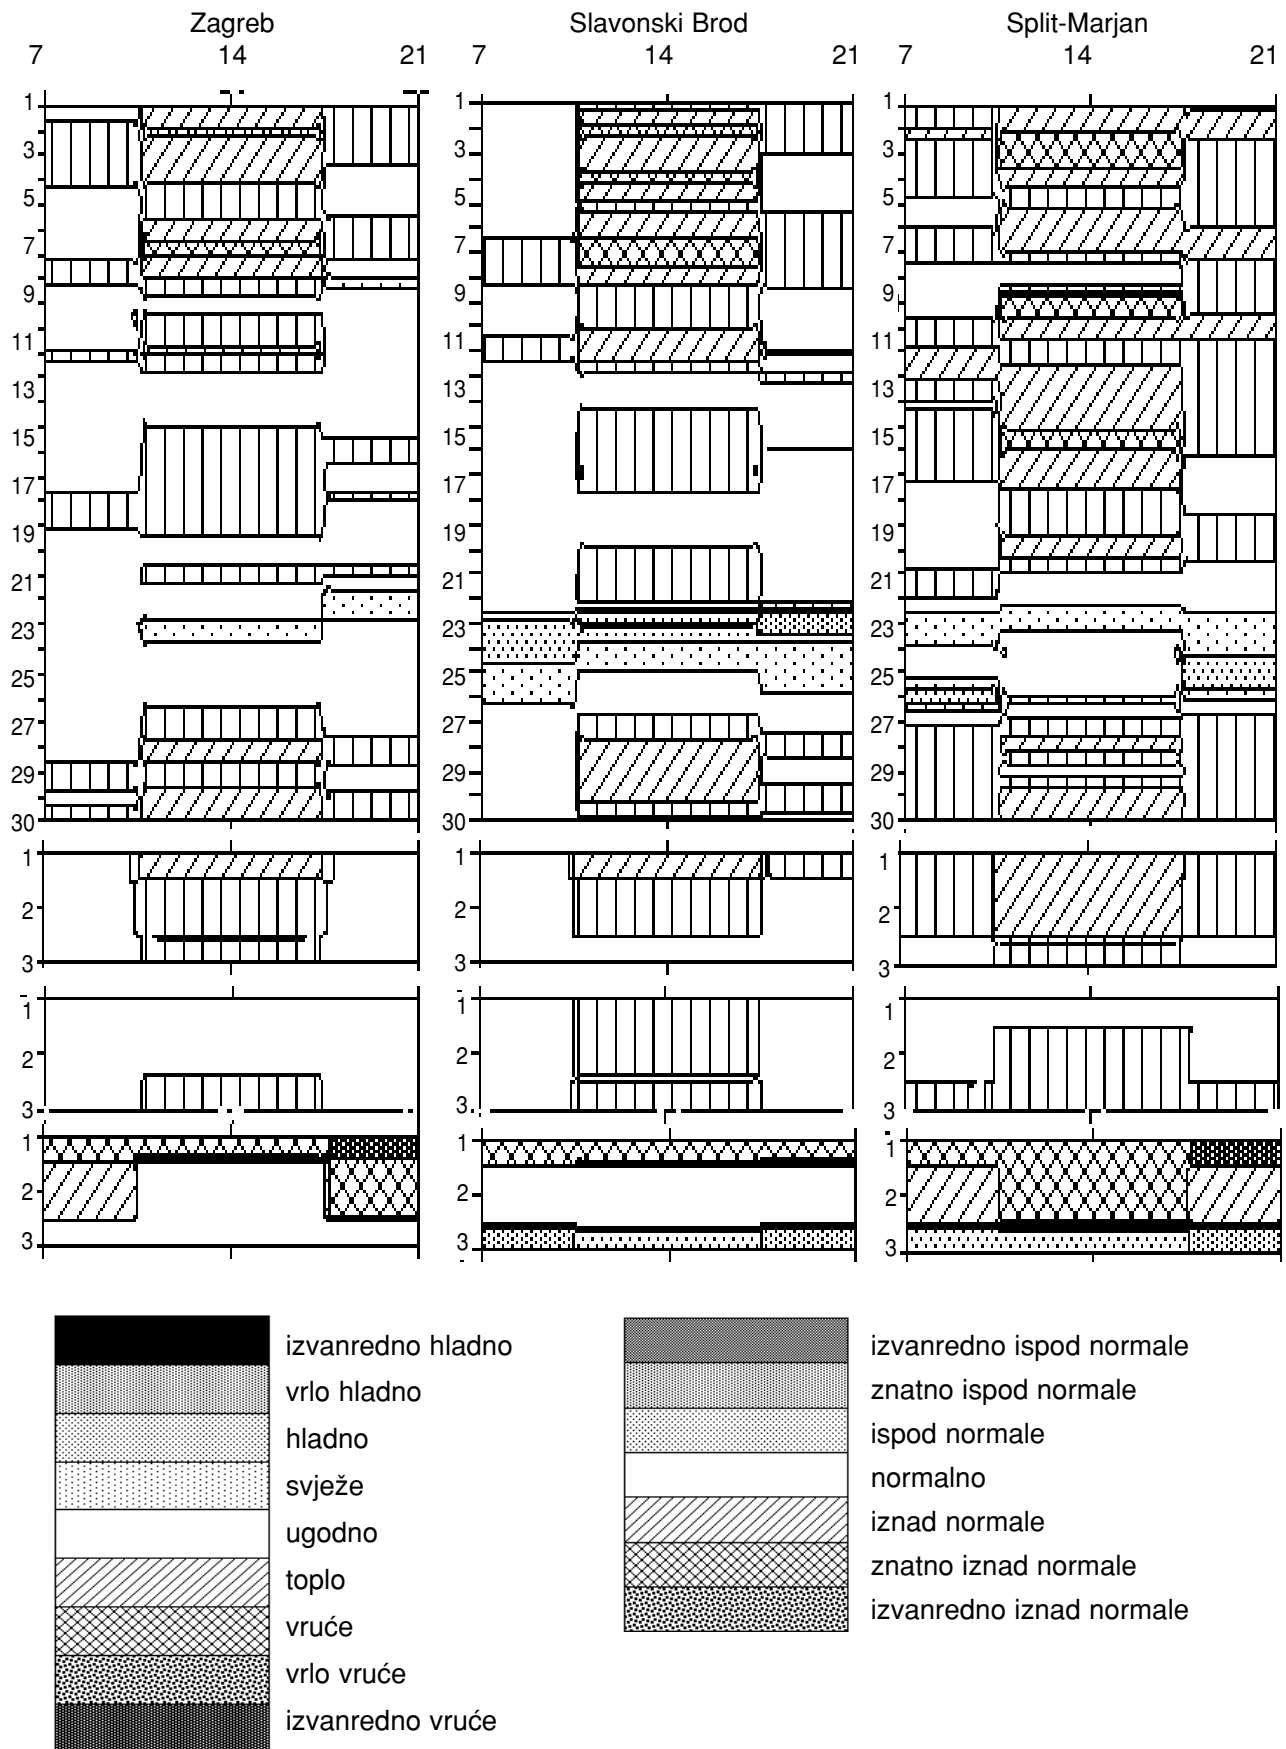 Zagreb Slavonski Brod Split-Marjan
7 14 21 7 14 21 7 14 21
1 1 1
3 3 3
5 5 5
7 7 7
9 9 9
11 11 11
13 13 13
15 15 15
17 17 17
19 19 19
21 21 21
23 23 23
25 25 25
27 27 27
29 29 29
30 30 30
1 1 1
2 2 2
3 3 3
1 1 1
2 2 2
3 3 3
1 1 1
2 2 2
3 3 3
izvanredno hladno
vrlo hladno
hladno
svježe
ugodno
toplo
vruće
vrlo vruće
izvanredno vruće
izvanredno ispod normale
znatno ispod normale
ispod normale
normalno
iznad normale
znatno iznad normale
izvanredno iznad normale